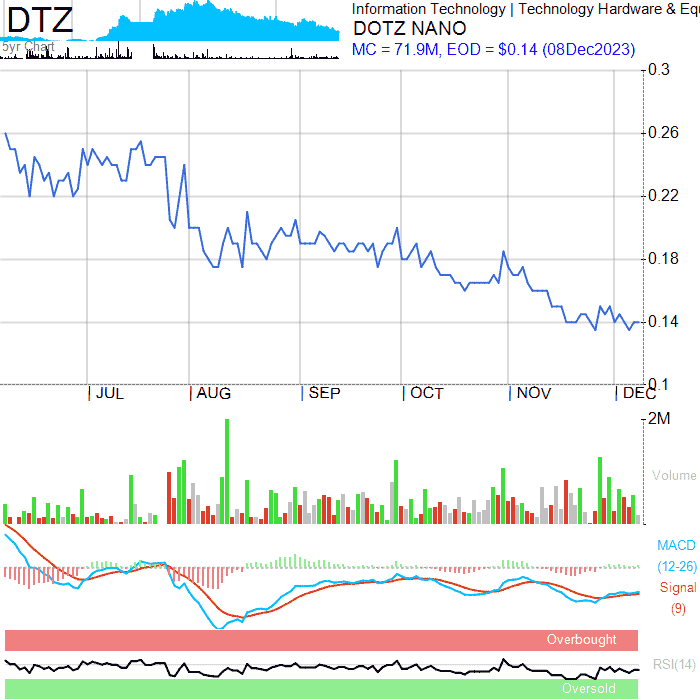 DTZ
5yr Chart
Information Technology | Technology Hardware & Equ
DOTZ NANO
MC = 71.9M, EOD = $0.14 (08Dec2023)
0.3
0.26
0.22
0.18
0.14
0.1
JUL AUG SEP OCT NOV DEC
2M
Volume
MACD
(12-26)
Signal
(9)
Overbought
RSI(14)
Oversold